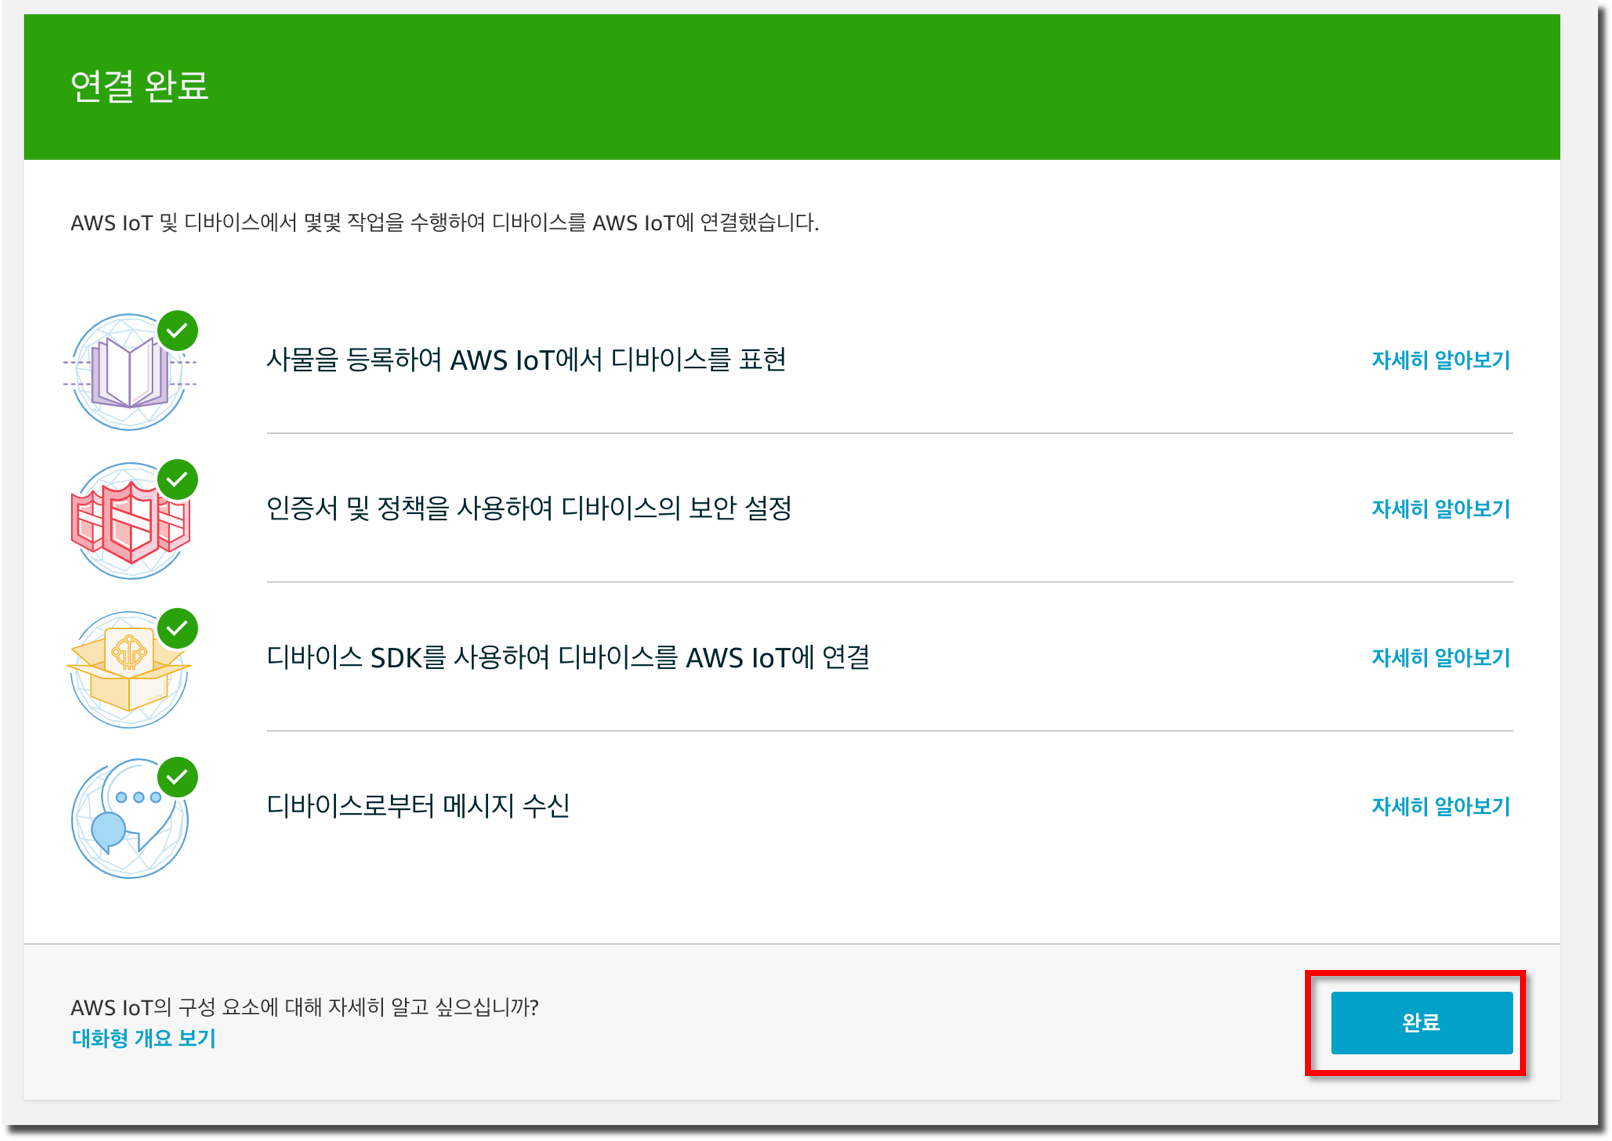 연결 완료
AWS IoT 및 디바이스에서 몇몇 작업을 수행하여 디바이스를 AWS IoT에 연결했습니다.
사물을 등록하여 AWS IoT에서 디바이스를 표현
자세히 알아보기
인증서 및 정책을 사용하여 디바이스의 보안 설정
자세히 알아보기
디바이스 SDK를 사용하여 디바이스를 AWS IoT에 연결
자세히 알아보기
디바이스로부터 메시지 수신
자세히 알아보기
AWS IoT의 구성 요소에 대해 자세히 알고 싶으십니까?
대화형 개요 보기
완료